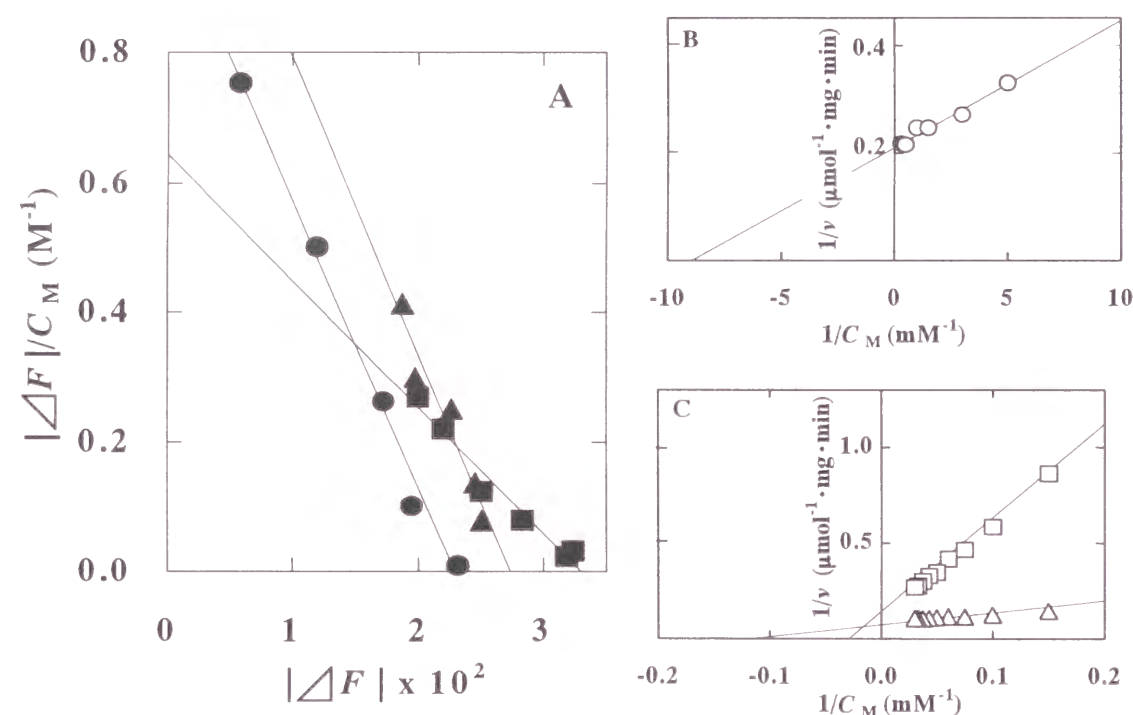 A
0.8
0.6
0.4
0.2
0.0
|⊿F|/C M (M-1)
0 1 2 3
|⊿F | x 10²
B
0.4
0.2
1/v (µmol-1·mg·min)
-10 -5 0 5 10
1/C M (mM-1)
C
1.0
0.5
1/v (µmol-1·mg·min)
-0.2 -0.1 0.0 0.1 0.2
1/C M (mM-1)